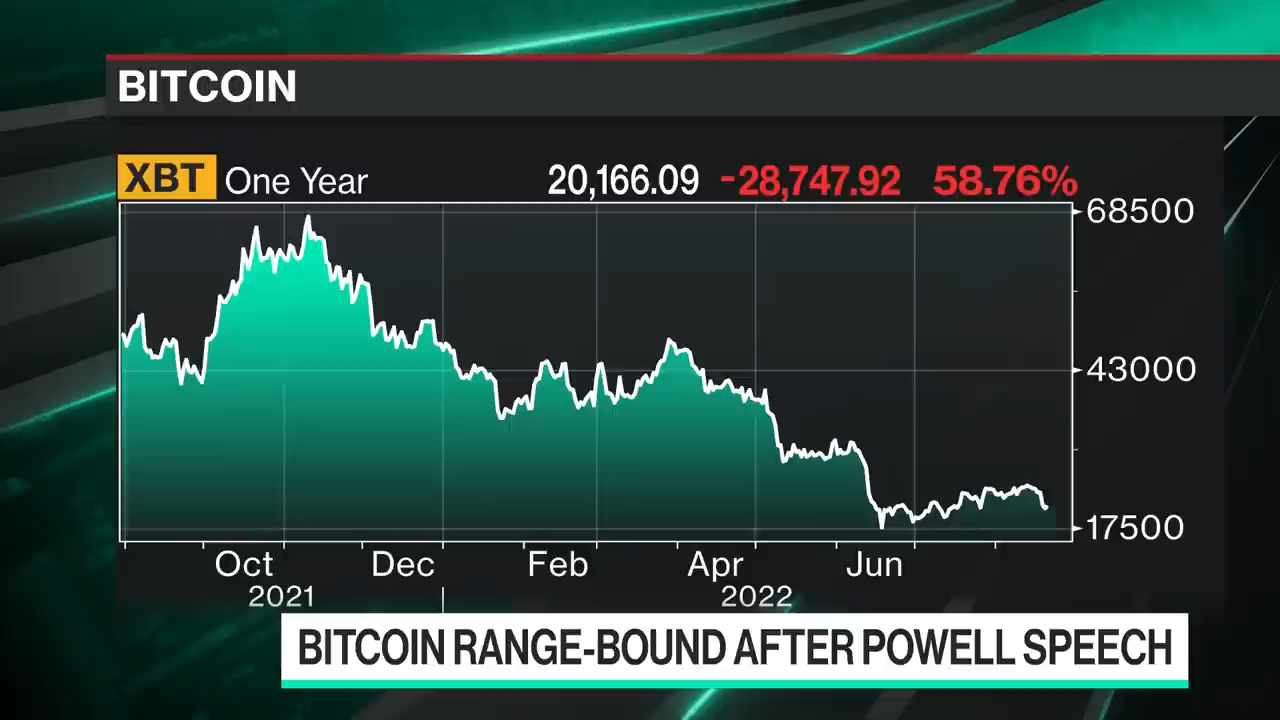 BITCOIN
XBT One Year 20,166.09 -28,747.92 58.76%
68500
43000
17500
Oct Dec Feb Apr Jun
2021 2022
BITCOIN RANGE-BOUND AFTER POWELL SPEECH